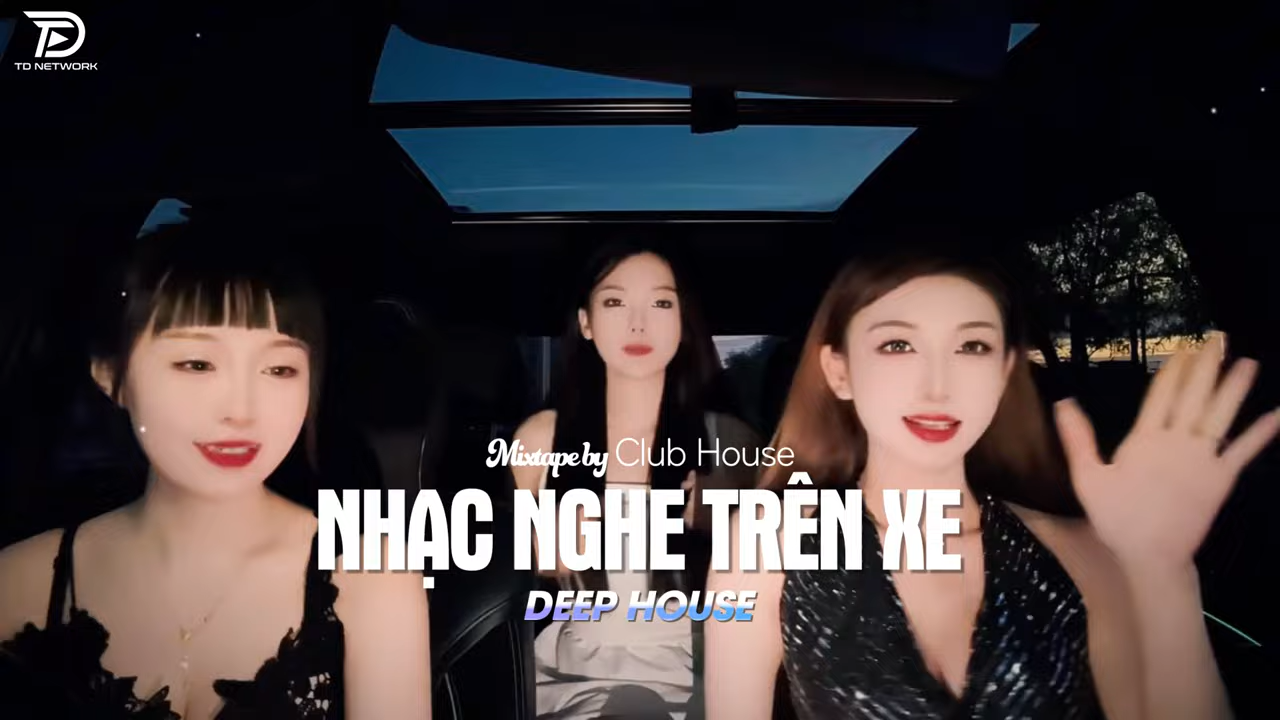 TD NETWORK
Mixtape by Club House
NHẠC NGHE TRÊN XE
DEEP HOUSE